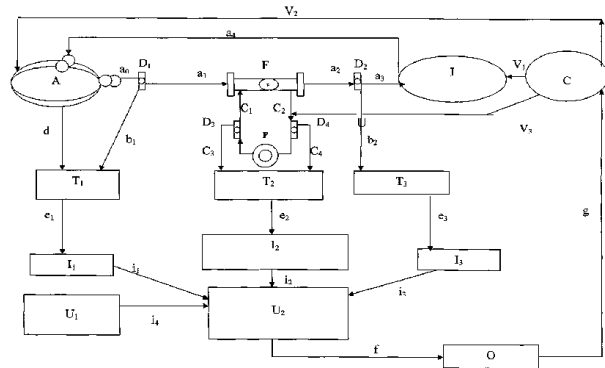 V₂
a₄
A
a₀
D₁
a₁
F
a₂
D₂
a₃
J
V₁
C
d
b₁
C₁
C₂
D₃
D₄
P
U
b₂
V₃
C₃
C₄
T₁
T₂
T₃
g
e₁
e₂
e₃
I₁
i₁
I₂
i₂
I₃
U₁
i₄
U₂
f
O